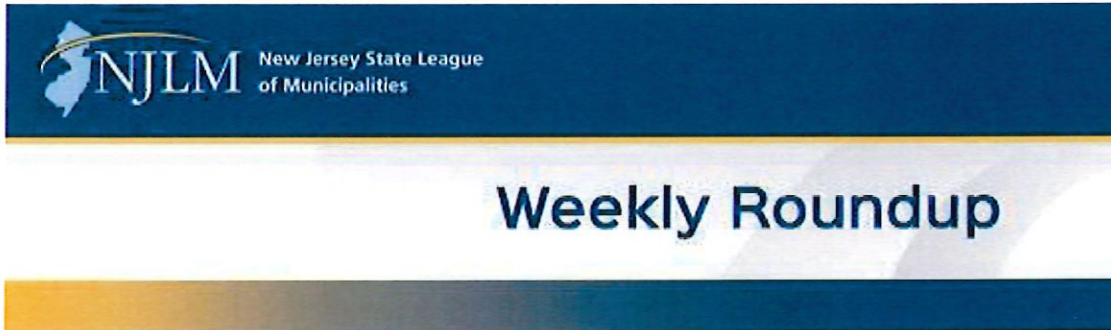 NJLM
New Jersey State League
of Municipalities
Weekly Roundup